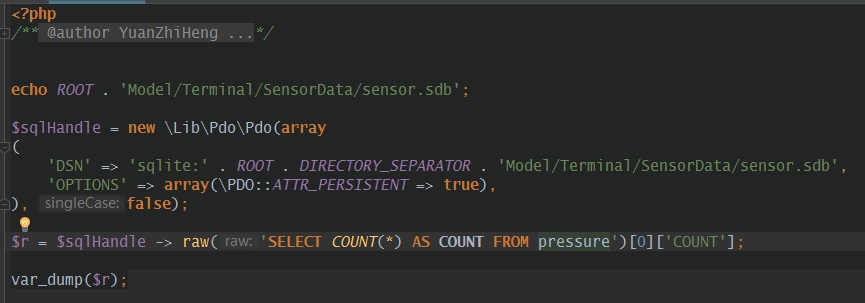 <?php
/** @author YuanZhiHeng ...*/
echo ROOT . 'Model/Terminal/SensorData/sensor.sdb';
$sqlHandle = new \Lib\Pdo\Pdo(array
(
'DSN' => 'sqlite:' . ROOT . DIRECTORY_SEPARATOR . 'Model/Terminal/SensorData/sensor.sdb',
'OPTIONS' => array(\PDO::ATTR_PERSISTENT => true),
), singleCase: false);
$r = $sqlHandle -> raw( raw: 'SELECT COUNT(*) AS COUNT FROM pressure')[0]['COUNT'];
var_dump($r);